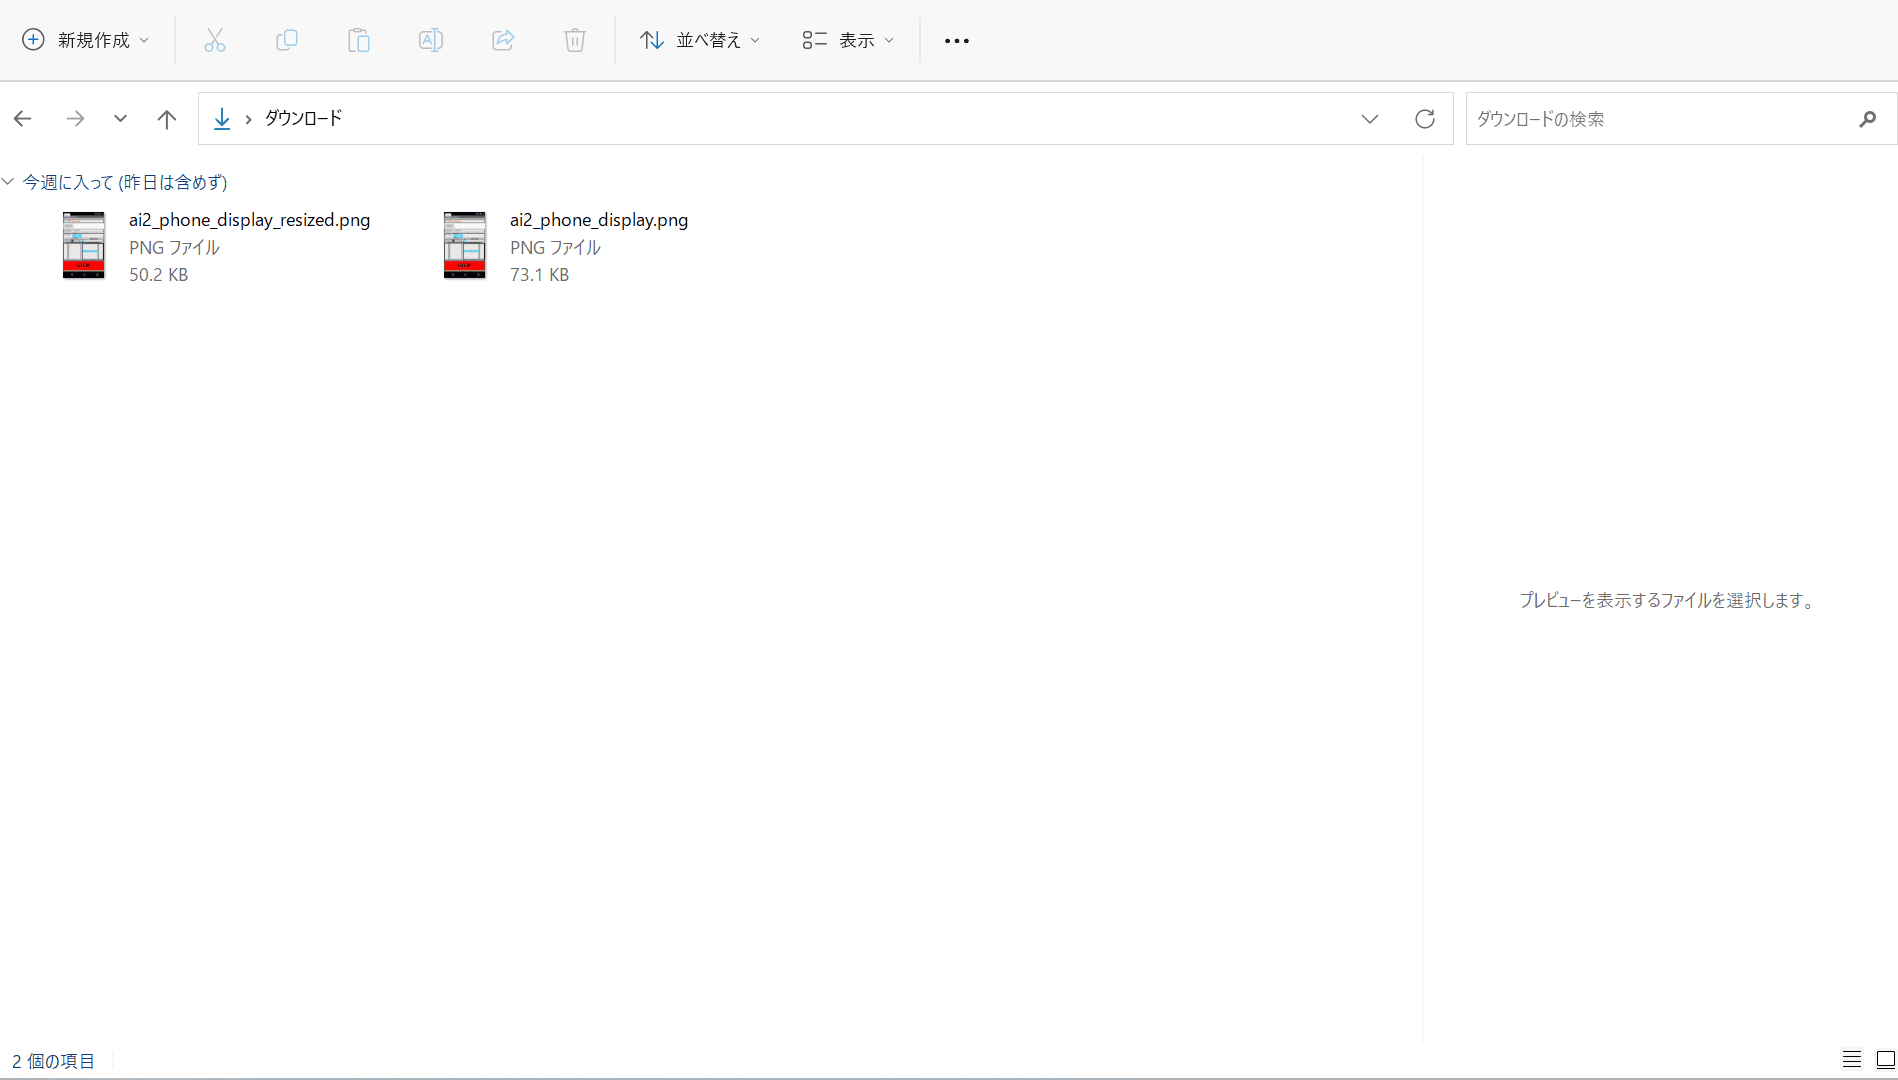 新規作成
並べ替え
表示
ダウンロード
ダウンロードの検索
今週に入って (昨日は含めず)
ai2_phone_display_resized.png
PNG ファイル
50.2 KB
ai2_phone_display.png
PNG ファイル
73.1 KB
プレビューを表示するファイルを選択します。
2 個の項目